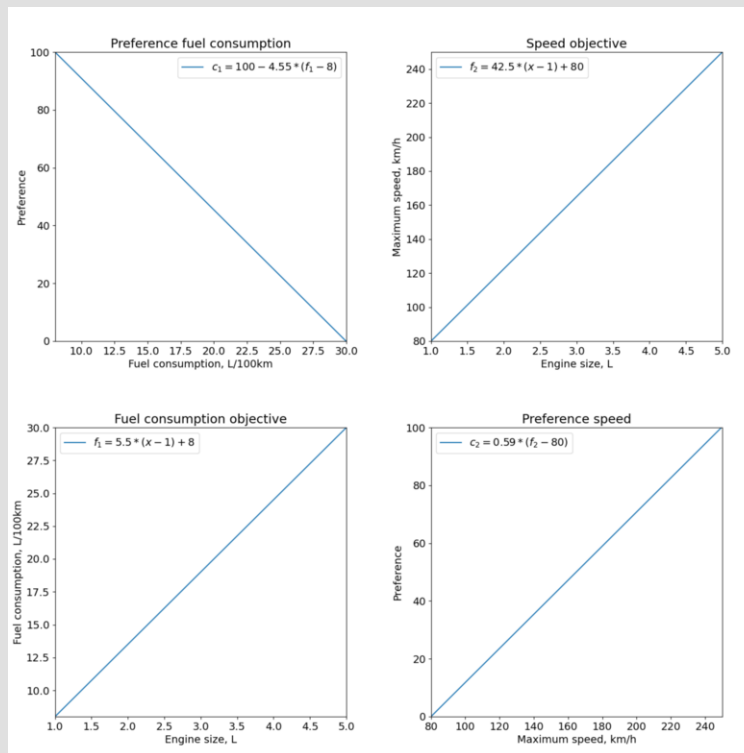 Preference fuel consumption
c₁ = 100 − 4.55 * (f₁ − 8)
100
80
60
40
20
0
Preference
10.0 12.5 15.0 17.5 20.0 22.5 25.0 27.5 30.0
Fuel consumption, L/100km
Speed objective
f₂ = 42.5 * (x − 1) + 80
240
220
200
180
160
140
120
100
80
Maximum speed, km/h
1.0 1.5 2.0 2.5 3.0 3.5 4.0 4.5 5.0
Engine size, L
Fuel consumption objective
f₁ = 5.5 * (x − 1) + 8
30.0
27.5
25.0
22.5
20.0
17.5
15.0
12.5
10.0
Fuel consumption, L/100km
1.0 1.5 2.0 2.5 3.0 3.5 4.0 4.5 5.0
Engine size, L
Preference speed
c₂ = 0.59 * (f₂ − 80)
100
80
60
40
20
0
Preference
80 100 120 140 160 180 200 220 240
Maximum speed, km/h